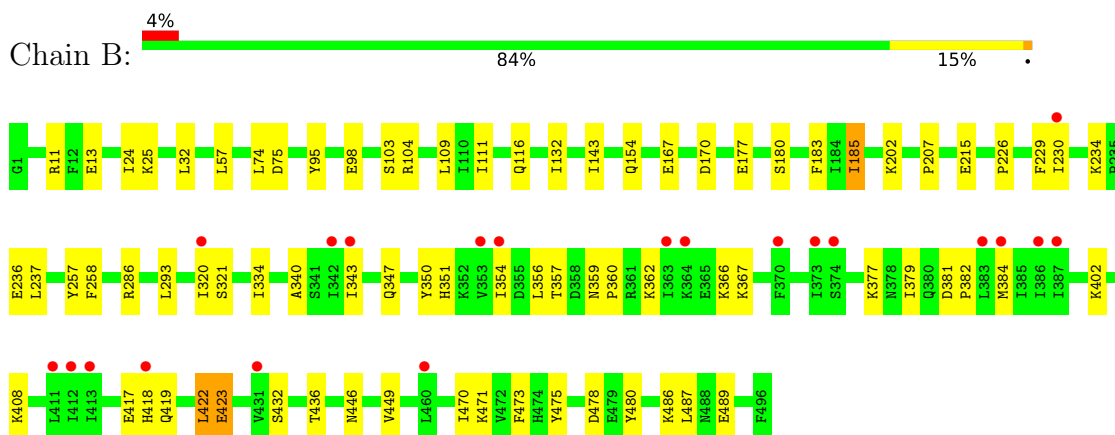 4%
Chain B:
84% 15% •
G1 R11 F12 E13 I24 K25 L32 L57 L74 D75 Y95 E98 S103 R104 L109 I110 I111 Q116 I132 I143 Q154 E167 D170 E177 S180 F183 I184 I185 K202 P207 E215 P226 F229 I230 K234 P235
E236 L237 Y257 F258 R286 L293 I320 S321 I334 A340 S341 I342 I343 Q347 Y350 H351 K352 V353 I354 D355 L356 T357 D358 N359 P360 R361 K362 I363 K364 E365 K366 K367 F370 I373 S374 K377 N378 I379 Q380 D381 P382 L383 M384 I385 I386 I387 K402
K408 L411 I412 I413 E417 H418 Q419 L422 E423 V431 S432 T436 N446 V449 L460 I470 K471 V472 F473 H474 Y475 D478 E479 Y480 K486 L487 N488 E489 F496